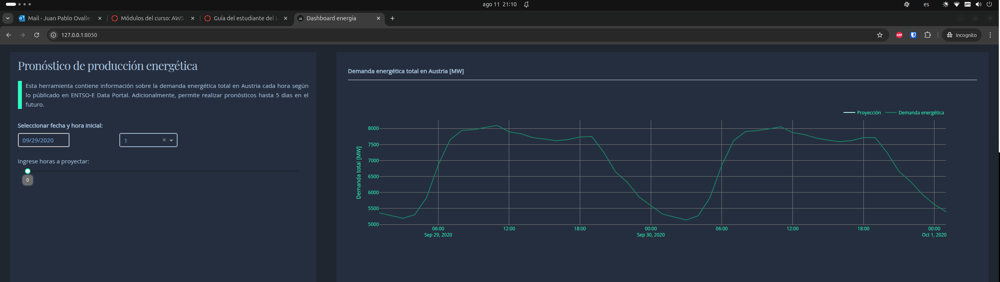 ago 11 21:10
es
VPN
Mail - Juan Pablo Ovalle
Módulos del curso: AWS
Guía del estudiante del L
Dashboard energia
127.0.0.1:8050
ABP
Incognito
Pronóstico de producción energética
Esta herramienta contiene información sobre la demanda energética total en Austria cada hora según
lo públicado en ENTSO-E Data Portal. Adicionalmente, permite realizar pronósticos hasta 5 dias en el
futuro.
Seleccionar fecha y hora inicial:
09/29/2020
1
Ingrese horas a proyectar:
0
Demanda energética total en Austria [MW]
Proyección
Demanda energética
Demanda total [MW]
8000
7500
7000
6500
6000
5500
5000
06:00
Sep 29, 2020
12:00
18:00
00:00
Sep 30, 2020
06:00
12:00
18:00
00:00
Oct 1, 2020